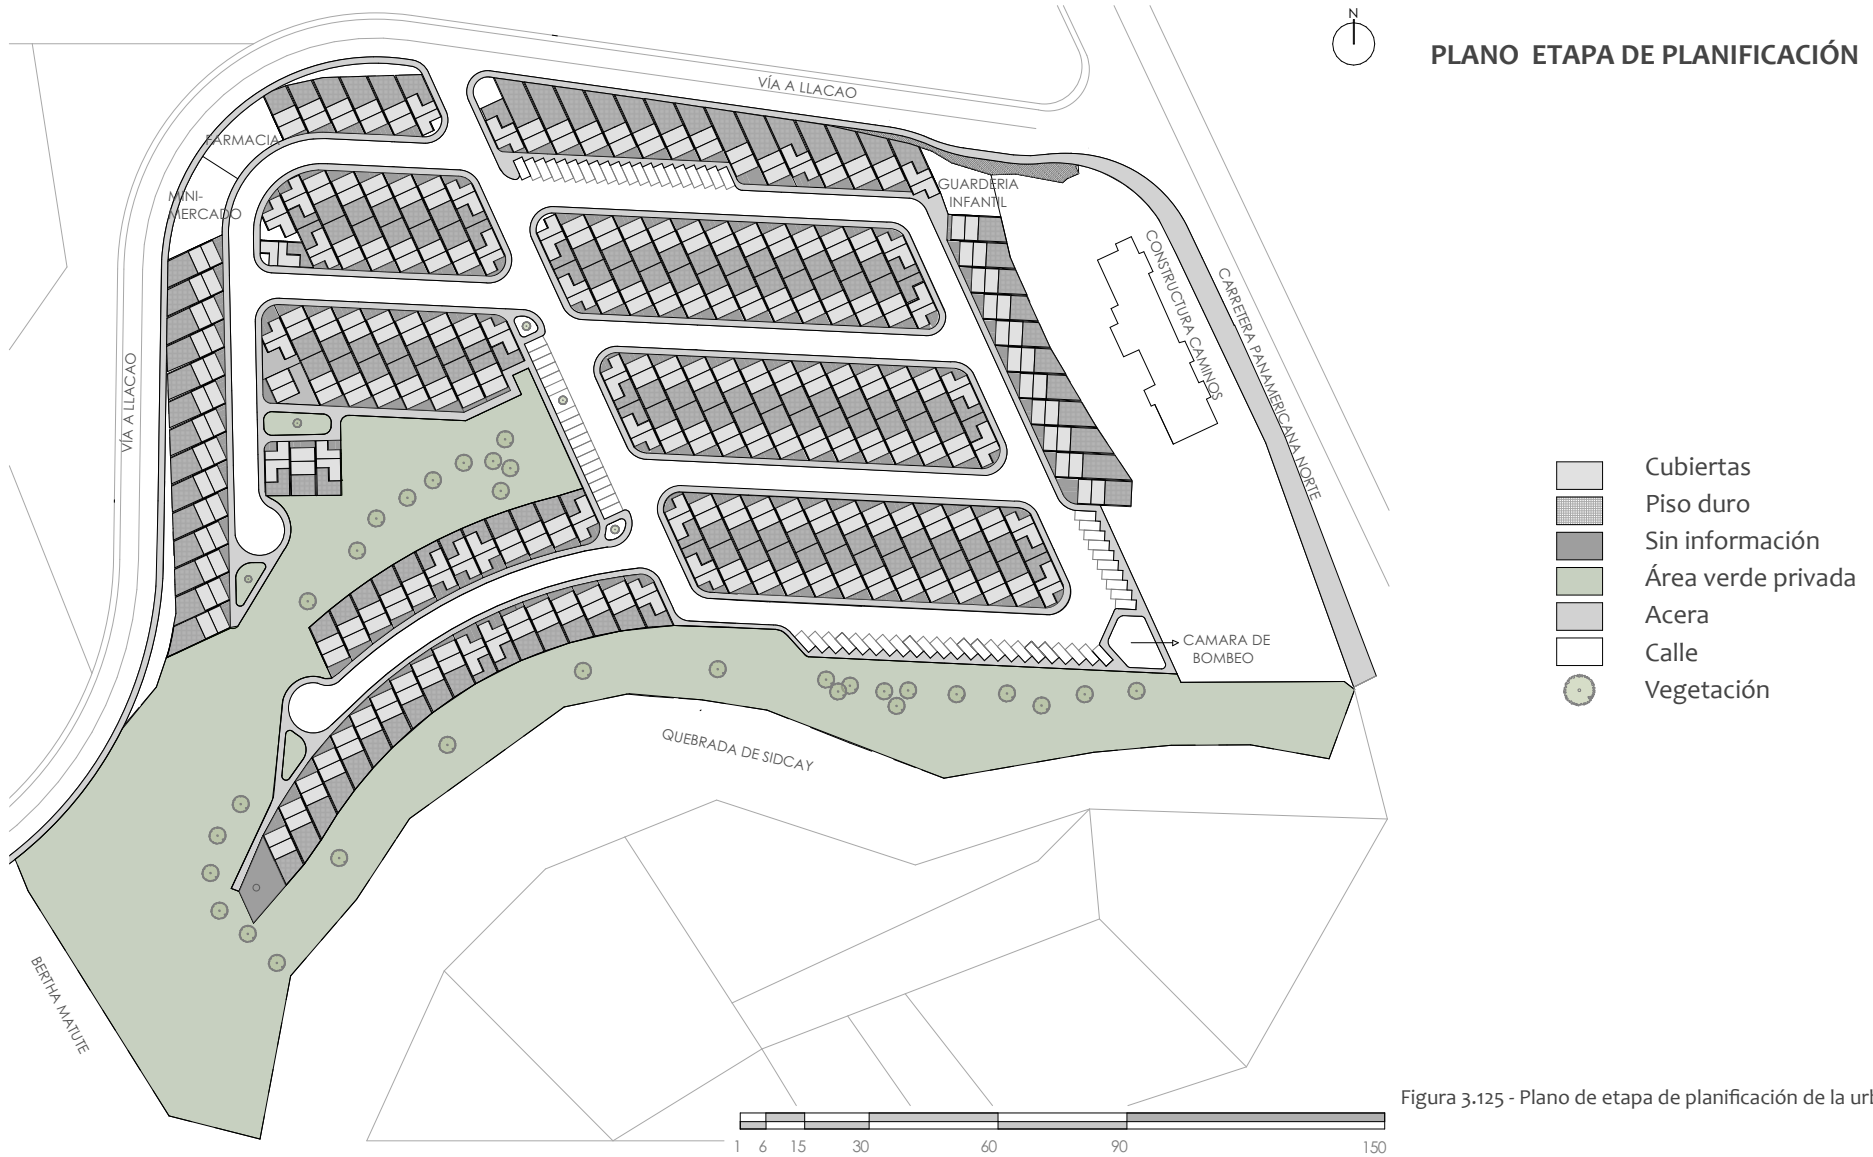 N
PLANO ETAPA DE PLANIFICACIÓN
VÍA A LLACAO
FARMACIA
MINI-
MERCADO
GUARDERIA
INFANTIL
CONSTRUCTURA CAMINOS
CARRETERA PANAMERICANA NORTE
VÍA A LLACAO
Cubiertas
Piso duro
Sin información
Área verde privada
Acera
Calle
Vegetación
CAMARA DE
BOMBEO
QUEBRADA DE SIDCAY
BERTHA MATUTE
Figura 3.125 - Plano de etapa de planificación de la url
1 6 15 30 60 90 150